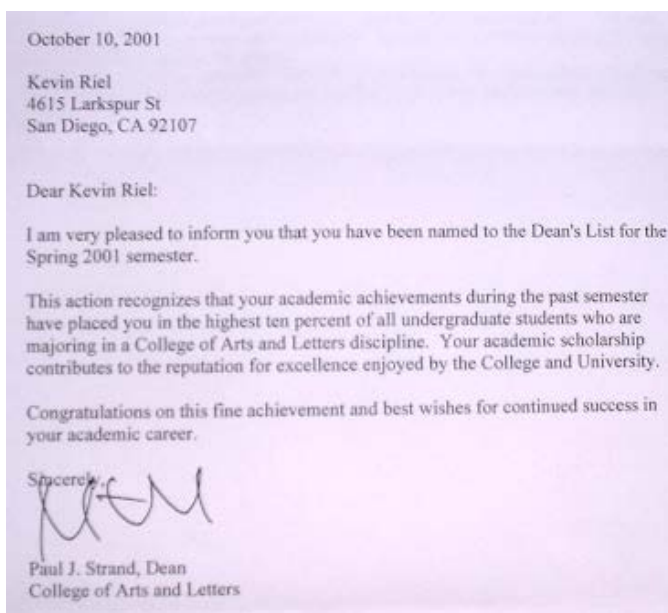 October 10, 2001
Kevin Riel
4615 Larkspur St
San Diego, CA 92107
Dear Kevin Riel:
I am very pleased to inform you that you have been named to the Dean's List for the
Spring 2001 semester.
This action recognizes that your academic achievements during the past semester
have placed you in the highest ten percent of all undergraduate students who are
majoring in a College of Arts and Letters discipline. Your academic scholarship
contributes to the reputation for excellence enjoyed by the College and University.
Congratulations on this fine achievement and best wishes for continued success in
your academic career.
Sincerely,
Paul J. Strand, Dean
College of Arts and Letters